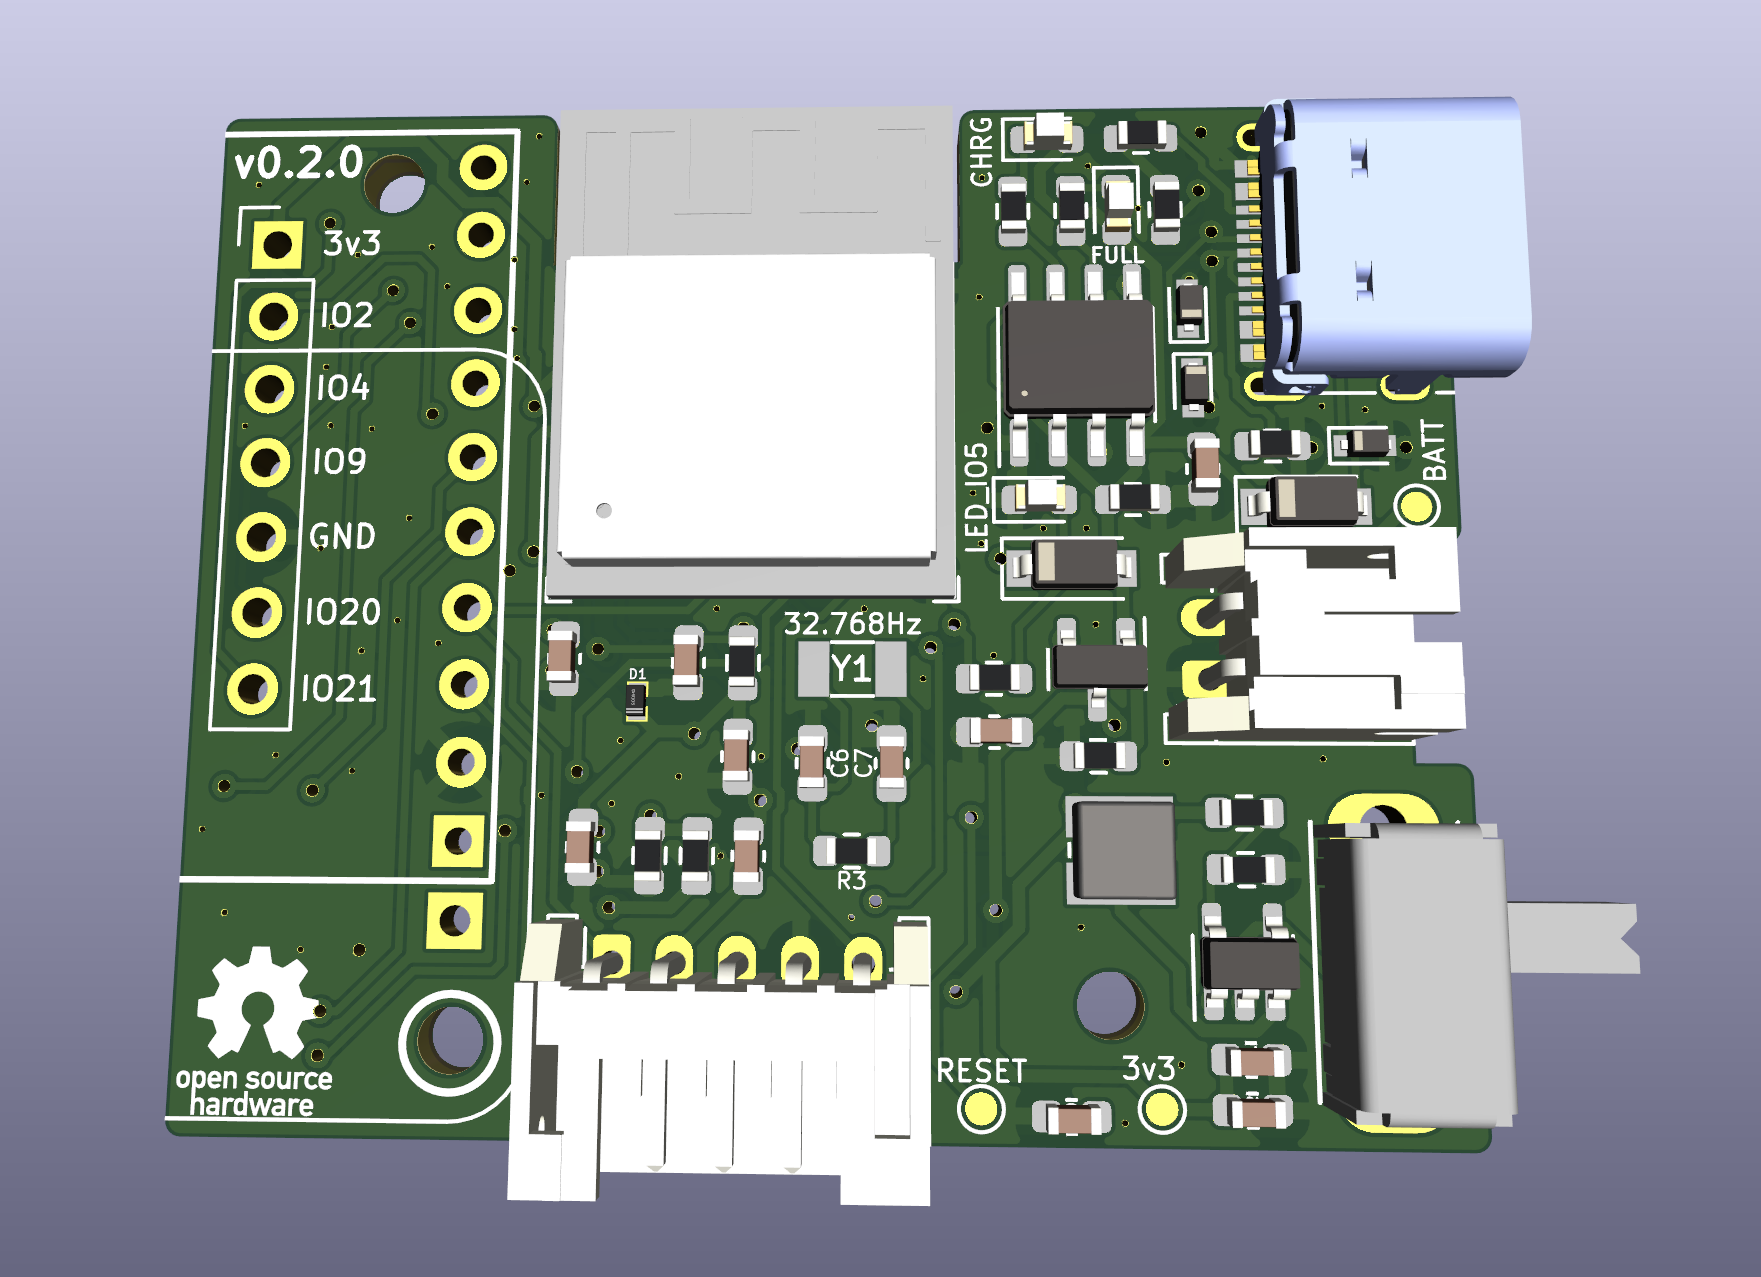 v0.2.0
3v3
IO2
IO4
IO9
GND
IO20
IO21
open source
hardware
CHRG
FULL
LED_IO5
BATT
32.768Hz
Y1
D1
C6
C7
R3
RESET
3v3